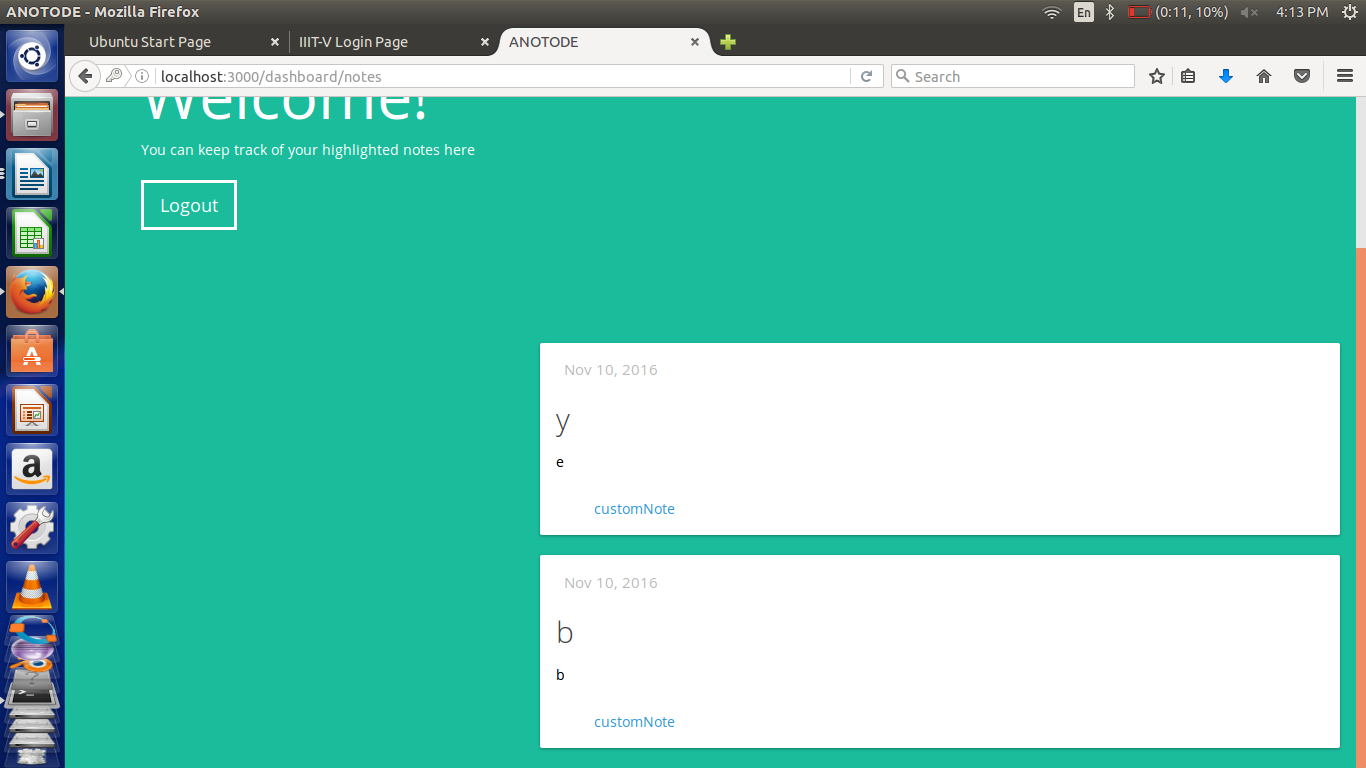 ANOTODE - Mozilla Firefox
En
(0:11, 10%)
4:13 PM
Ubuntu Start Page
IIIT-V Login Page
ANOTODE
localhost:3000/dashboard/notes
Search
Welcome!
You can keep track of your highlighted notes here
Logout
Nov 10, 2016
y
e
customNote
Nov 10, 2016
b
b
customNote